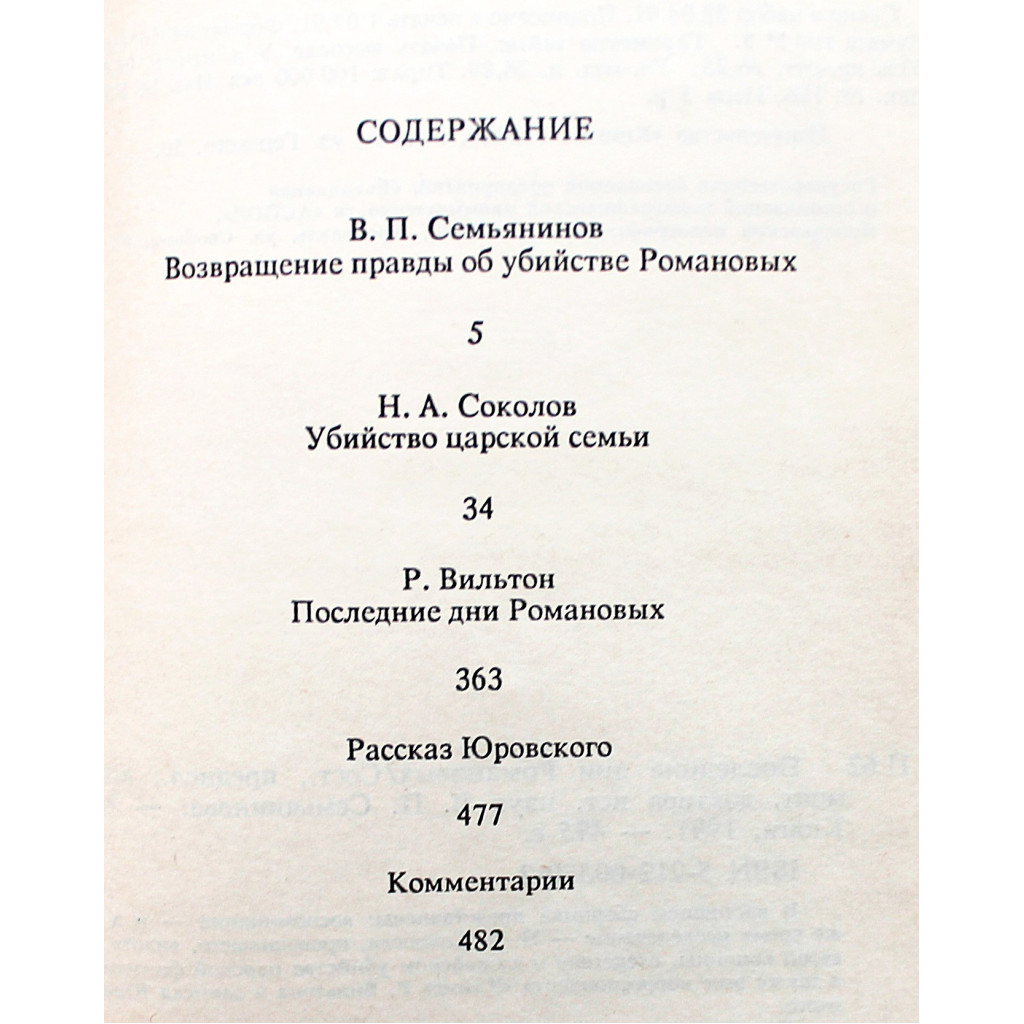 СОДЕРЖАНИЕ
В. П. Семьянинов
Возвращение правды об убийстве Романовых
5
Н. А. Соколов
Убийство царской семьи
34
Р. Вильтон
Последние дни Романовых
363
Рассказ Юровского
477
Комментарии
482